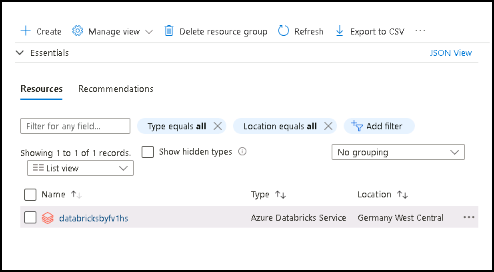 Create Manage view Delete resource group Refresh Export to CSV ...
Essentials JSON View
Resources Recommendations
Filter for any field... Type equals all Location equals all Add filter
Showing 1 to 1 of 1 records. Show hidden types No grouping
List view
Name Type Location
databricksbyfv1hs Azure Databricks Service Germany West Central ...